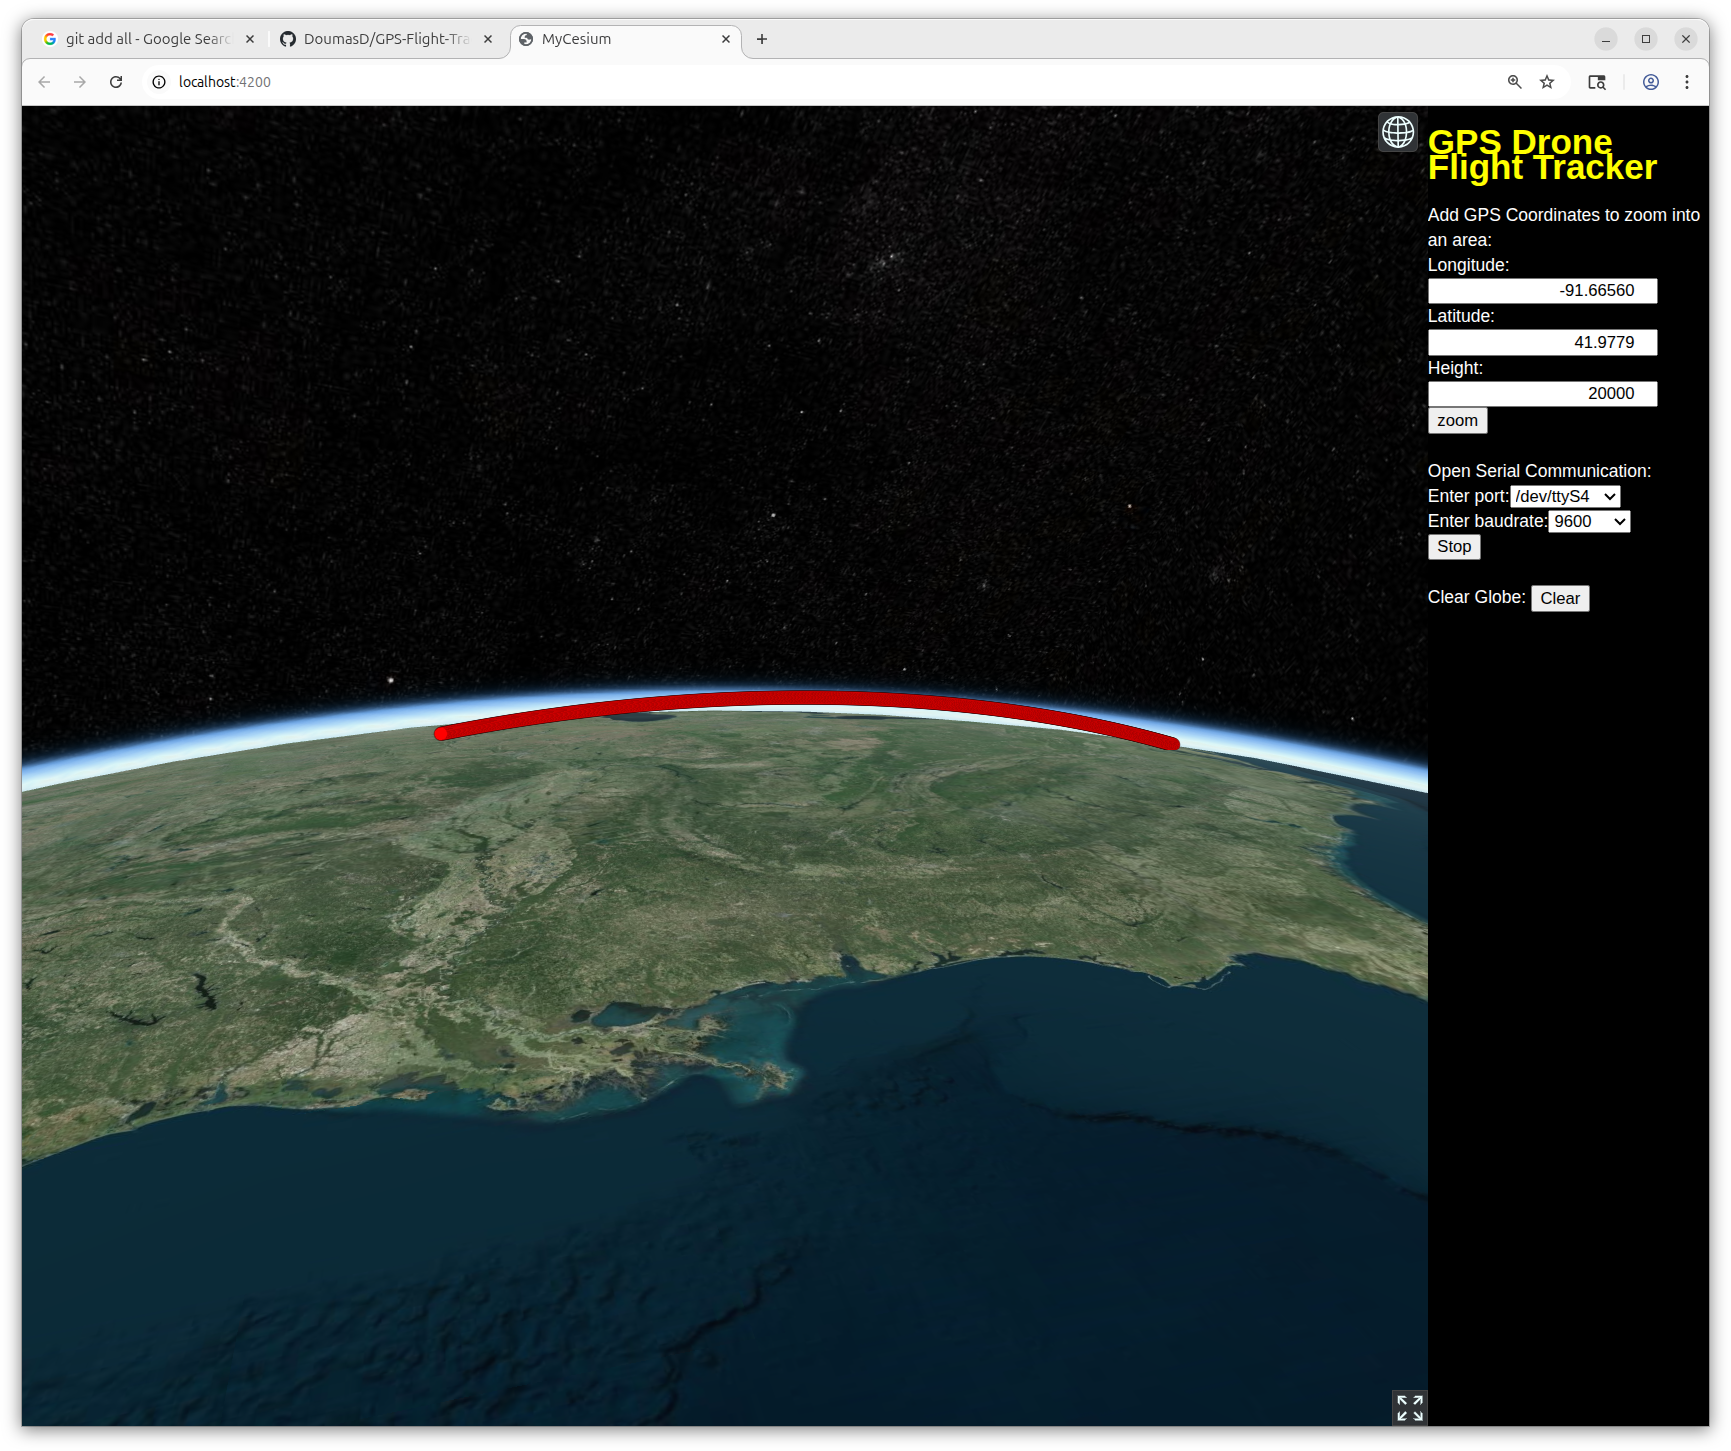 git add all - Google Searc
DoumasD/GPS-Flight-Tra
MyCesium
localhost:4200
GPS Drone
Flight Tracker
Add GPS Coordinates to zoom into
an area:
Longitude:
-91.66560
Latitude:
41.9779
Height:
20000
zoom
Open Serial Communication:
Enter port: /dev/ttyS4
Enter baudrate: 9600
Stop
Clear Globe: Clear